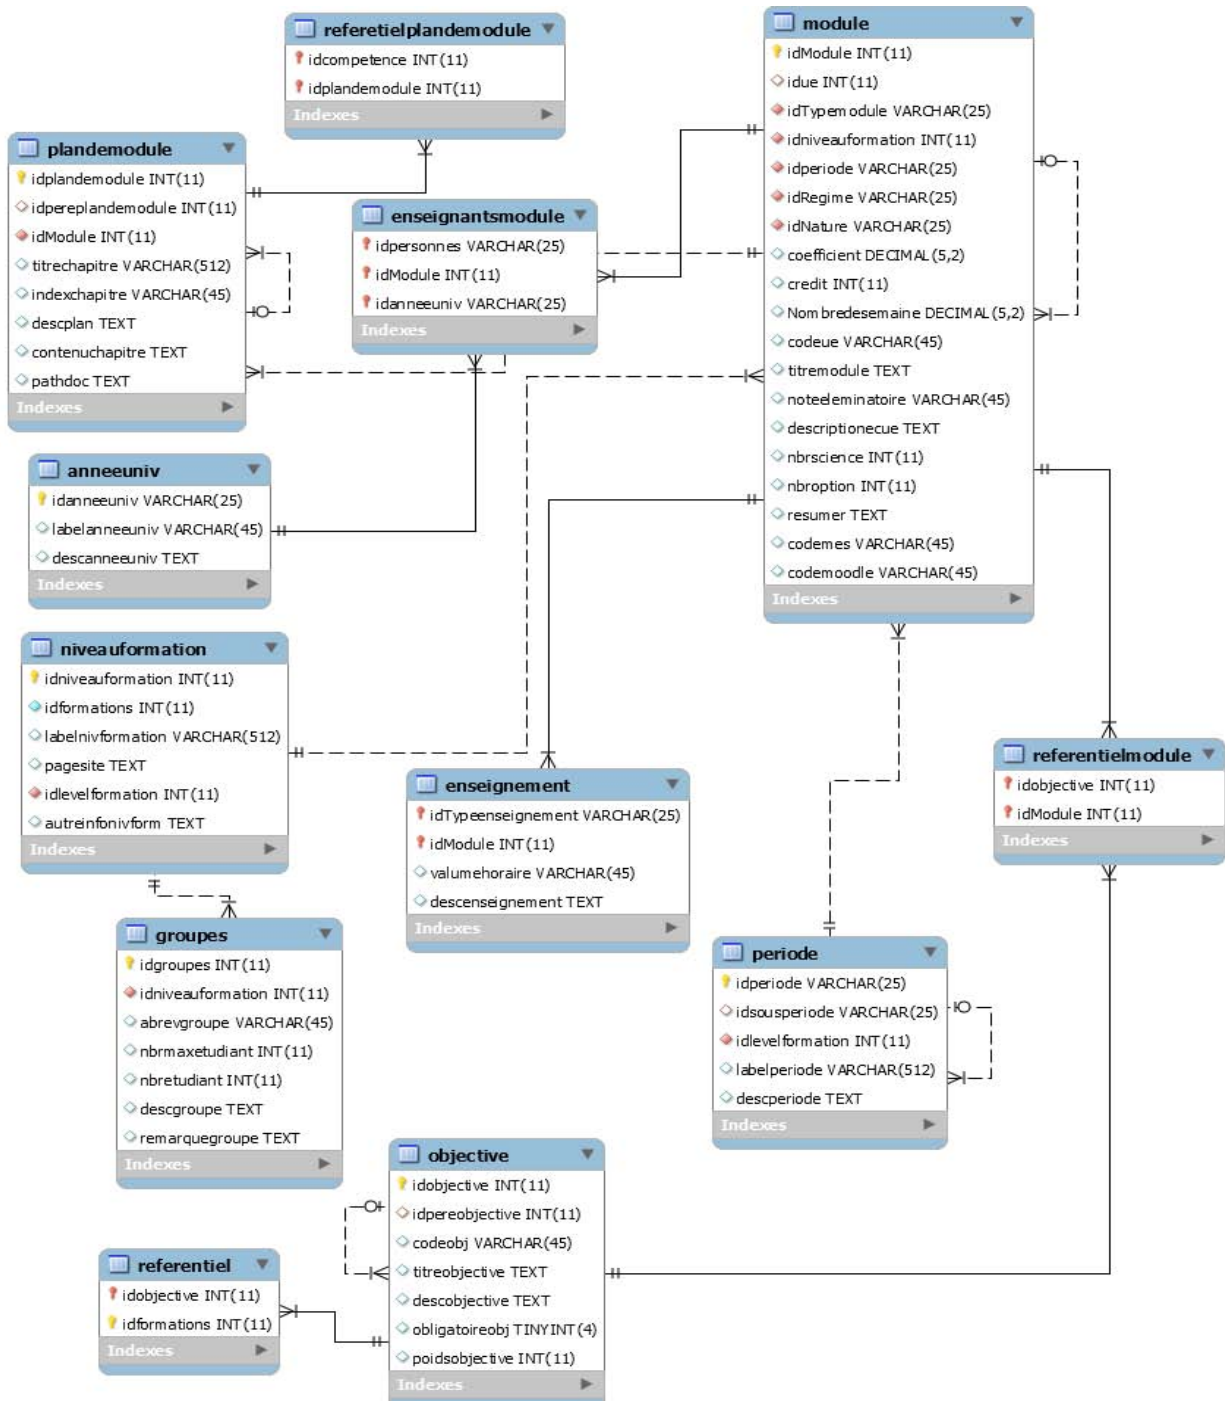 referetielplandemodule
idcompetence INT(11)
idplandemodule INT(11)
Indexes
module
idModule INT(11)
idue INT(11)
idTypemodule VARCHAR(25)
idniveauformation INT(11)
idperiode VARCHAR(25)
idRegime VARCHAR(25)
idNature VARCHAR(25)
coefficient DECIMAL(5,2)
credit INT(11)
Nombredesemaine DECIMAL(5,2)
codeue VARCHAR(45)
titremodule TEXT
noteeleminatoire VARCHAR(45)
descriptionecue TEXT
nbrscience INT(11)
nbroption INT(11)
resumer TEXT
codemes VARCHAR(45)
codemoodle VARCHAR(45)
Indexes
plandemodule
idplandemodule INT(11)
idpereplandemodule INT(11)
idModule INT(11)
titrechapitre VARCHAR(512)
indexchapitre VARCHAR(45)
descplan TEXT
contenuchapitre TEXT
pathdoc TEXT
Indexes
enseignantsmodule
idpersonnes VARCHAR(25)
idModule INT(11)
idanneeuniv VARCHAR(25)
Indexes
anneeuniv
idanneeuniv VARCHAR(25)
labelanneeuniv VARCHAR(45)
descanneeuniv TEXT
Indexes
niveauformation
idniveauformation INT(11)
idformations INT(11)
labelnivformation VARCHAR(512)
pagesite TEXT
idlevelformation INT(11)
autreinfonivform TEXT
Indexes
enseignement
idTypeenseignement VARCHAR(25)
idModule INT(11)
valumehoraire VARCHAR(45)
descenseignement TEXT
Indexes
referentielmodule
idobjective INT(11)
idModule INT(11)
Indexes
groupes
idgroupes INT(11)
idniveauformation INT(11)
abrevgroupe VARCHAR(45)
nbrmaxetudiant INT(11)
nbretudiant INT(11)
descgroupe TEXT
remarquegroupe TEXT
Indexes
periode
idperiode VARCHAR(25)
idsousperiode VARCHAR(25)
idlevelformation INT(11)
labelperiode VARCHAR(512)
descperiode TEXT
Indexes
objective
idobjective INT(11)
idpereobjective INT(11)
codeobj VARCHAR(45)
titreobjective TEXT
descobjective TEXT
obligatoireobj TINYINT(4)
poidsobjective INT(11)
Indexes
referentiel
idobjective INT(11)
idformations INT(11)
Indexes